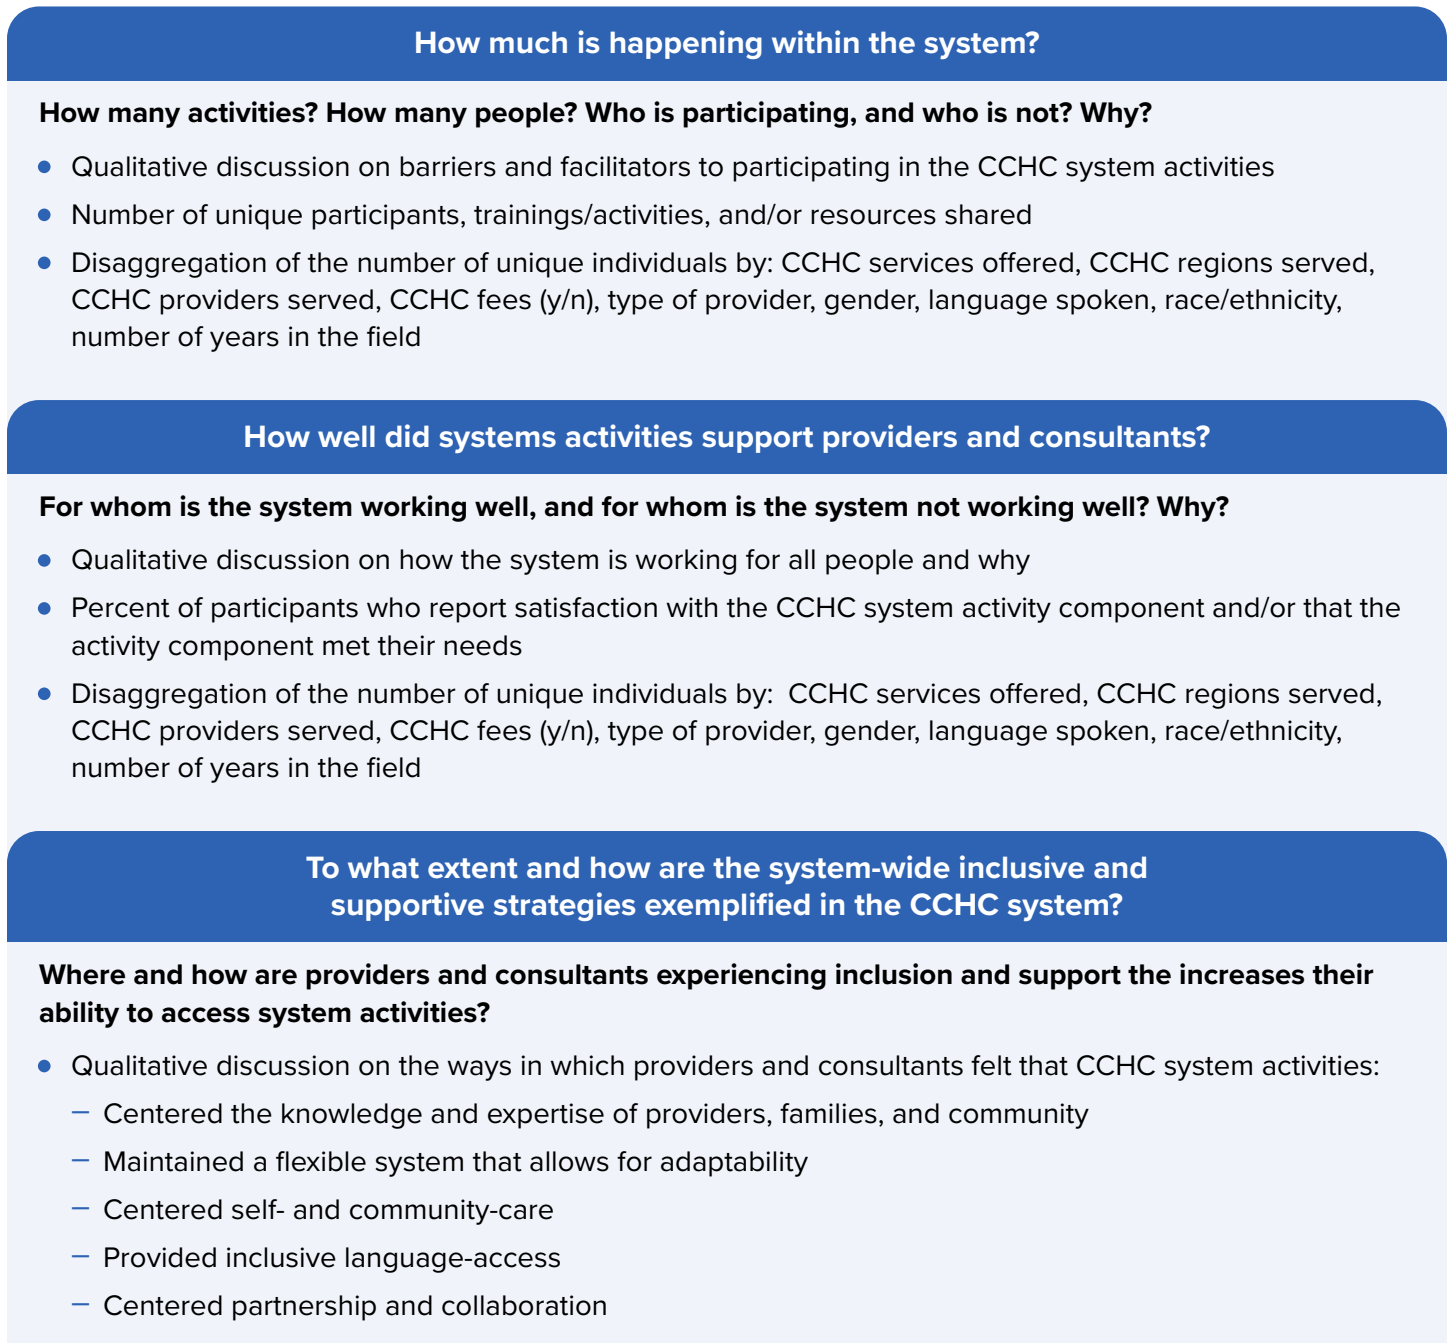 How much is happening within the system?
How many activities? How many people? Who is participating, and who is not? Why?
• Qualitative discussion on barriers and facilitators to participating in the CCHC system activities
• Number of unique participants, trainings/activities, and/or resources shared
• Disaggregation of the number of unique individuals by: CCHC services offered, CCHC regions served,
CCHC providers served, CCHC fees (y/n), type of provider, gender, language spoken, race/ethnicity,
number of years in the field
How well did systems activities support providers and consultants?
For whom is the system working well, and for whom is the system not working well? Why?
• Qualitative discussion on how the system is working for all people and why
• Percent of participants who report satisfaction with the CCHC system activity component and/or that the
activity component met their needs
• Disaggregation of the number of unique individuals by:  CCHC services offered, CCHC regions served,
CCHC providers served, CCHC fees (y/n), type of provider, gender, language spoken, race/ethnicity,
number of years in the field
To what extent and how are the system-wide inclusive and
supportive strategies exemplified in the CCHC system?
Where and how are providers and consultants experiencing inclusion and support the increases their
ability to access system activities?
• Qualitative discussion on the ways in which providers and consultants felt that CCHC system activities:
– Centered the knowledge and expertise of providers, families, and community
– Maintained a flexible system that allows for adaptability
– Centered self- and community-care
– Provided inclusive language-access
– Centered partnership and collaboration